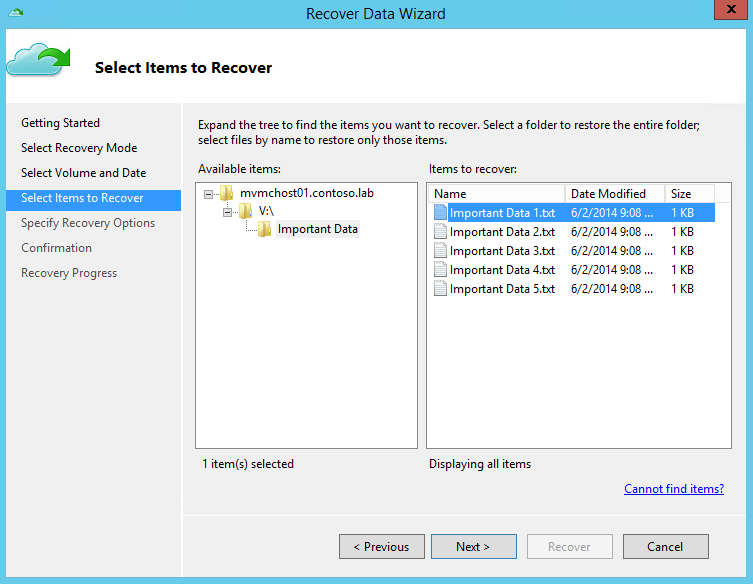 Recover Data Wizard
x
Select Items to Recover
Getting Started
Select Recovery Mode
Select Volume and Date
Select Items to Recover
Specify Recovery Options
Confirmation
Recovery Progress
Expand the tree to find the items you want to recover. Select a folder to restore the entire folder;
select files by name to restore only those items.
Available items:
mvmchost01.contoso.lab
V:\
Important Data
1 item(s) selected
Items to recover:
Name Date Modified Size
Important Data 1.txt 6/2/2014 9:08 ... 1 KB
Important Data 2.txt 6/2/2014 9:08 ... 1 KB
Important Data 3.txt 6/2/2014 9:08 ... 1 KB
Important Data 4.txt 6/2/2014 9:08 ... 1 KB
Important Data 5.txt 6/2/2014 9:08 ... 1 KB
Displaying all items
Cannot find items?
< Previous Next > Recover Cancel